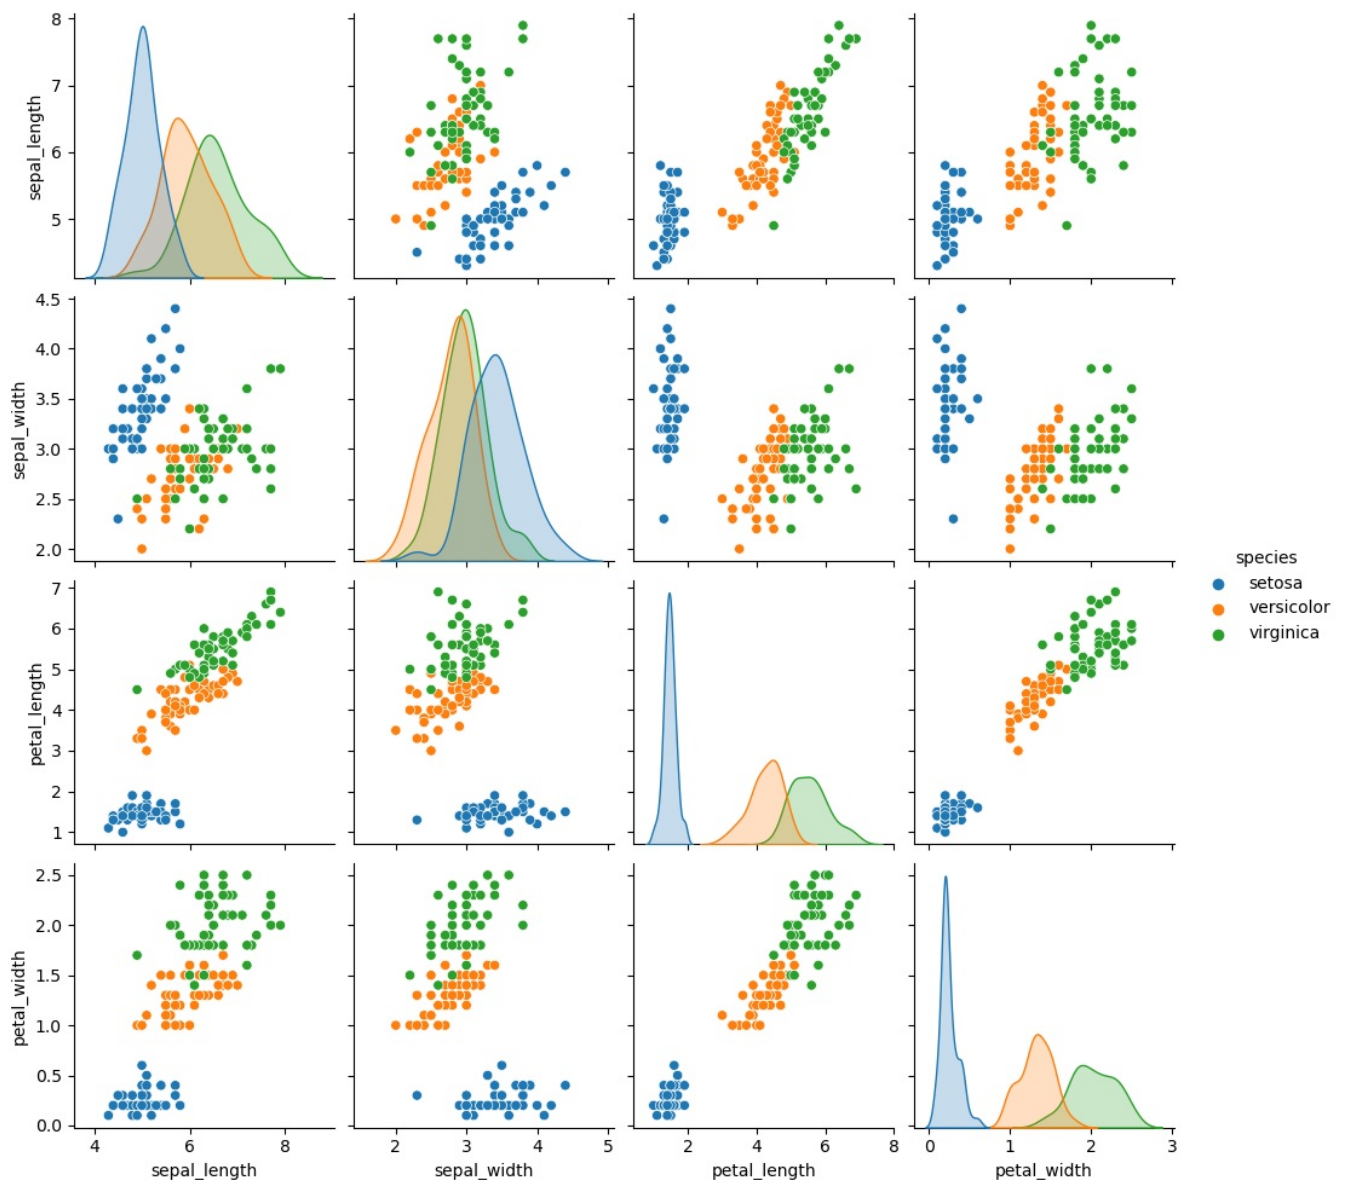 8
7
6
5
sepal_length
4.5
4.0
3.5
3.0
2.5
2.0
sepal_width
7
6
5
4
3
2
1
petal_length
2.5
2.0
1.5
1.0
0.5
0.0
petal_width
4 6 8
sepal_length
2 3 4 5
sepal_width
2 4 6 8
petal_length
0 1 2 3
petal_width
species
setosa
versicolor
virginica